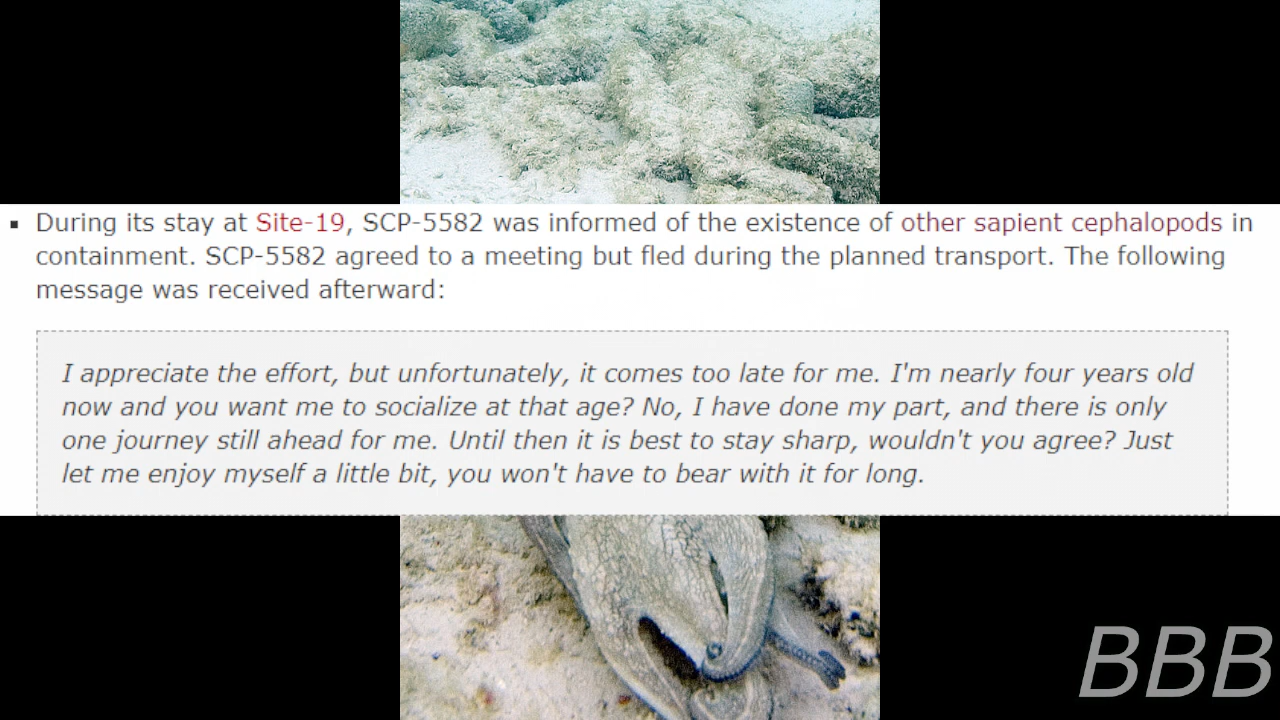 ▪ During its stay at Site-19, SCP-5582 was informed of the existence of other sapient cephalopods in
containment. SCP-5582 agreed to a meeting but fled during the planned transport. The following
message was received afterward:
I appreciate the effort, but unfortunately, it comes too late for me. I'm nearly four years old
now and you want me to socialize at that age? No, I have done my part, and there is only
one journey still ahead for me. Until then it is best to stay sharp, wouldn't you agree? Just
let me enjoy myself a little bit, you won't have to bear with it for long.
BBB